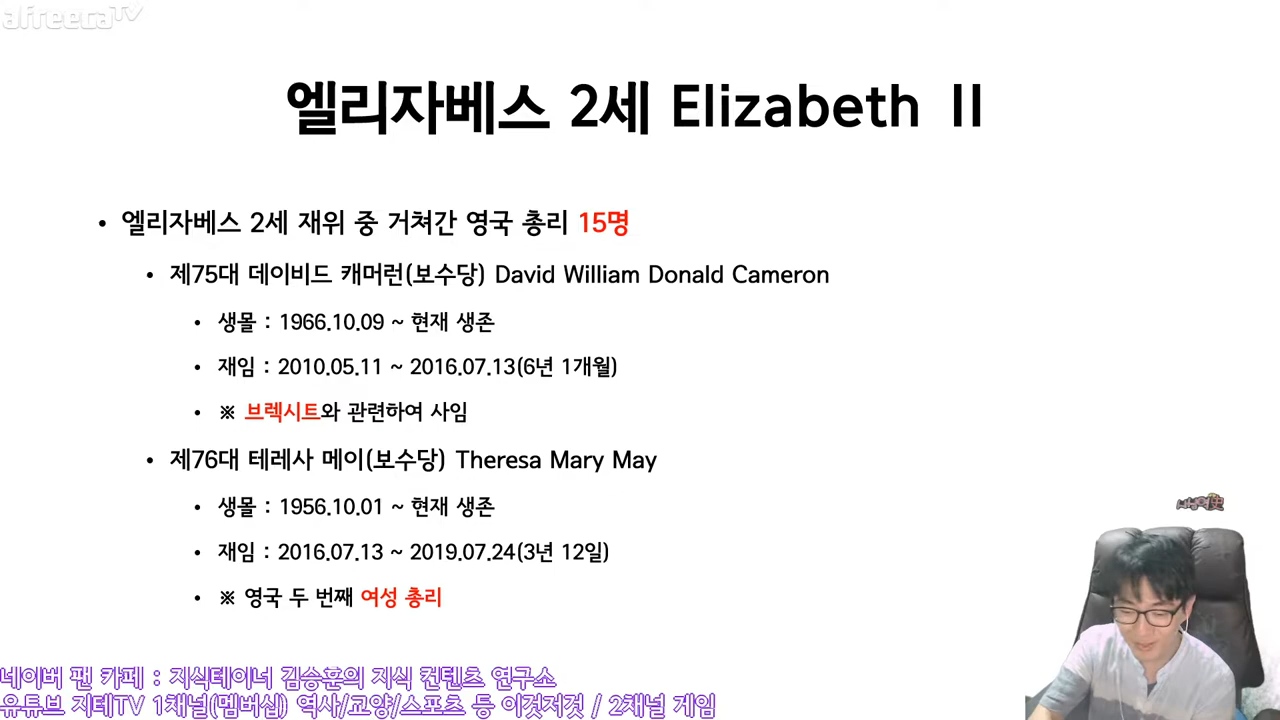 afreecaTV
엘리자베스 2세 Elizabeth Ⅱ
• 엘리자베스 2세 재위 중 거쳐간 영국 총리 15명
• 제75대 데이비드 캐머런(보수당) David William Donald Cameron
• 생몰 : 1966.10.09 ~ 현재 생존
• 재임 : 2010.05.11 ~ 2016.07.13(6년 1개월)
• ※ 브렉시트와 관련하여 사임
• 제76대 테레사 메이(보수당) Theresa Mary May
• 생몰 : 1956.10.01 ~ 현재 생존
• 재임 : 2016.07.13 ~ 2019.07.24(3년 12일)
• ※ 영국 두 번째 여성 총리
네이버 팬 카페 : 지식테이너 김승훈의 지식 컨텐츠 연구소
유튜브 지테TV 1채널(멤버십) 역사/교양/스포츠 등 이것저것 / 2채널 게임